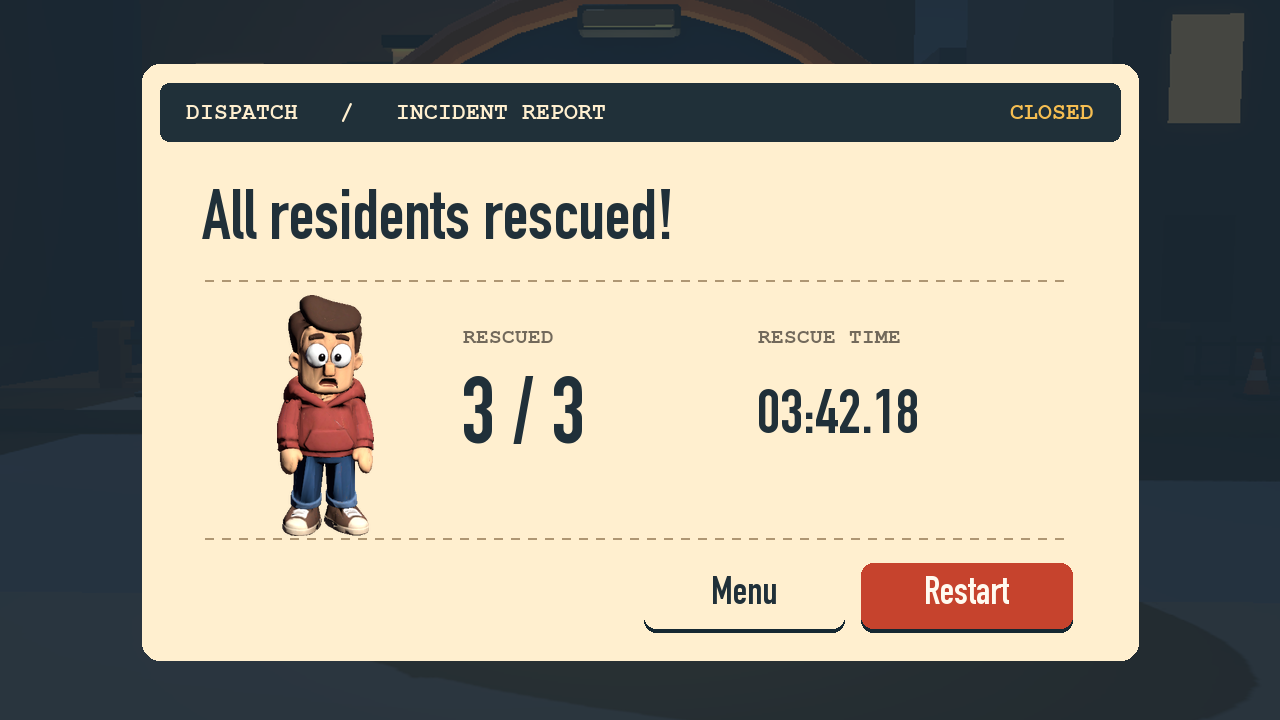 DISPATCH / INCIDENT REPORT CLOSED
All residents rescued!
RESCUED RESCUE TIME
3 / 3 03:42.18
Menu Restart